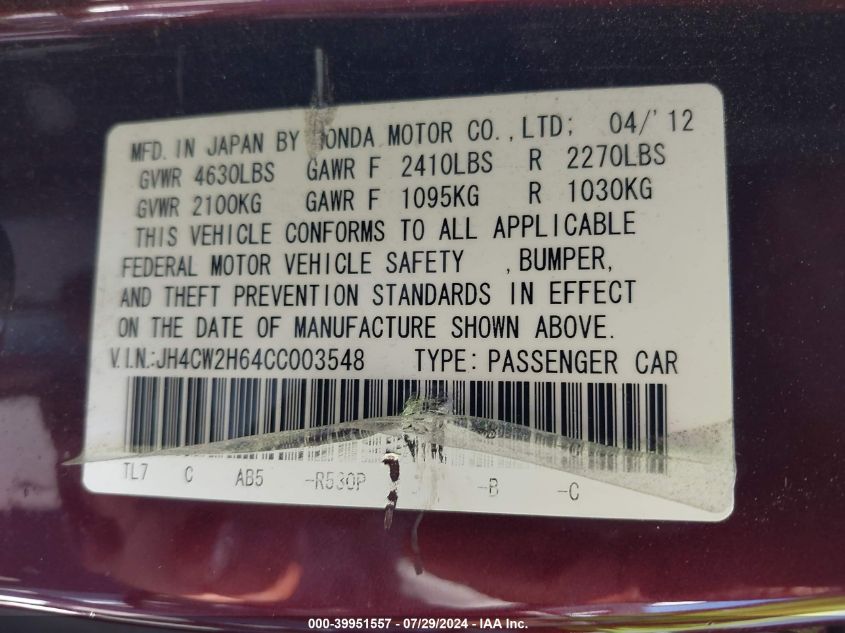 MFD. IN JAPAN BY HONDA MOTOR CO., LTD; 04/'12
GVWR 4630LBS GAWR F 2410LBS R 2270LBS
GVWR 2100KG GAWR F 1095KG R 1030KG
THIS VEHICLE CONFORMS TO ALL APPLICABLE
FEDERAL MOTOR VEHICLE SAFETY , BUMPER,
AND THEFT PREVENTION STANDARDS IN EFFECT
ON THE DATE OF MANUFACTURE SHOWN ABOVE.
V.I.N.:JH4CW2H64CC003548 TYPE: PASSENGER CAR
TL7 C AB5 -R530P -B -C
000-39951557 - 07/29/2024 - IAA Inc.